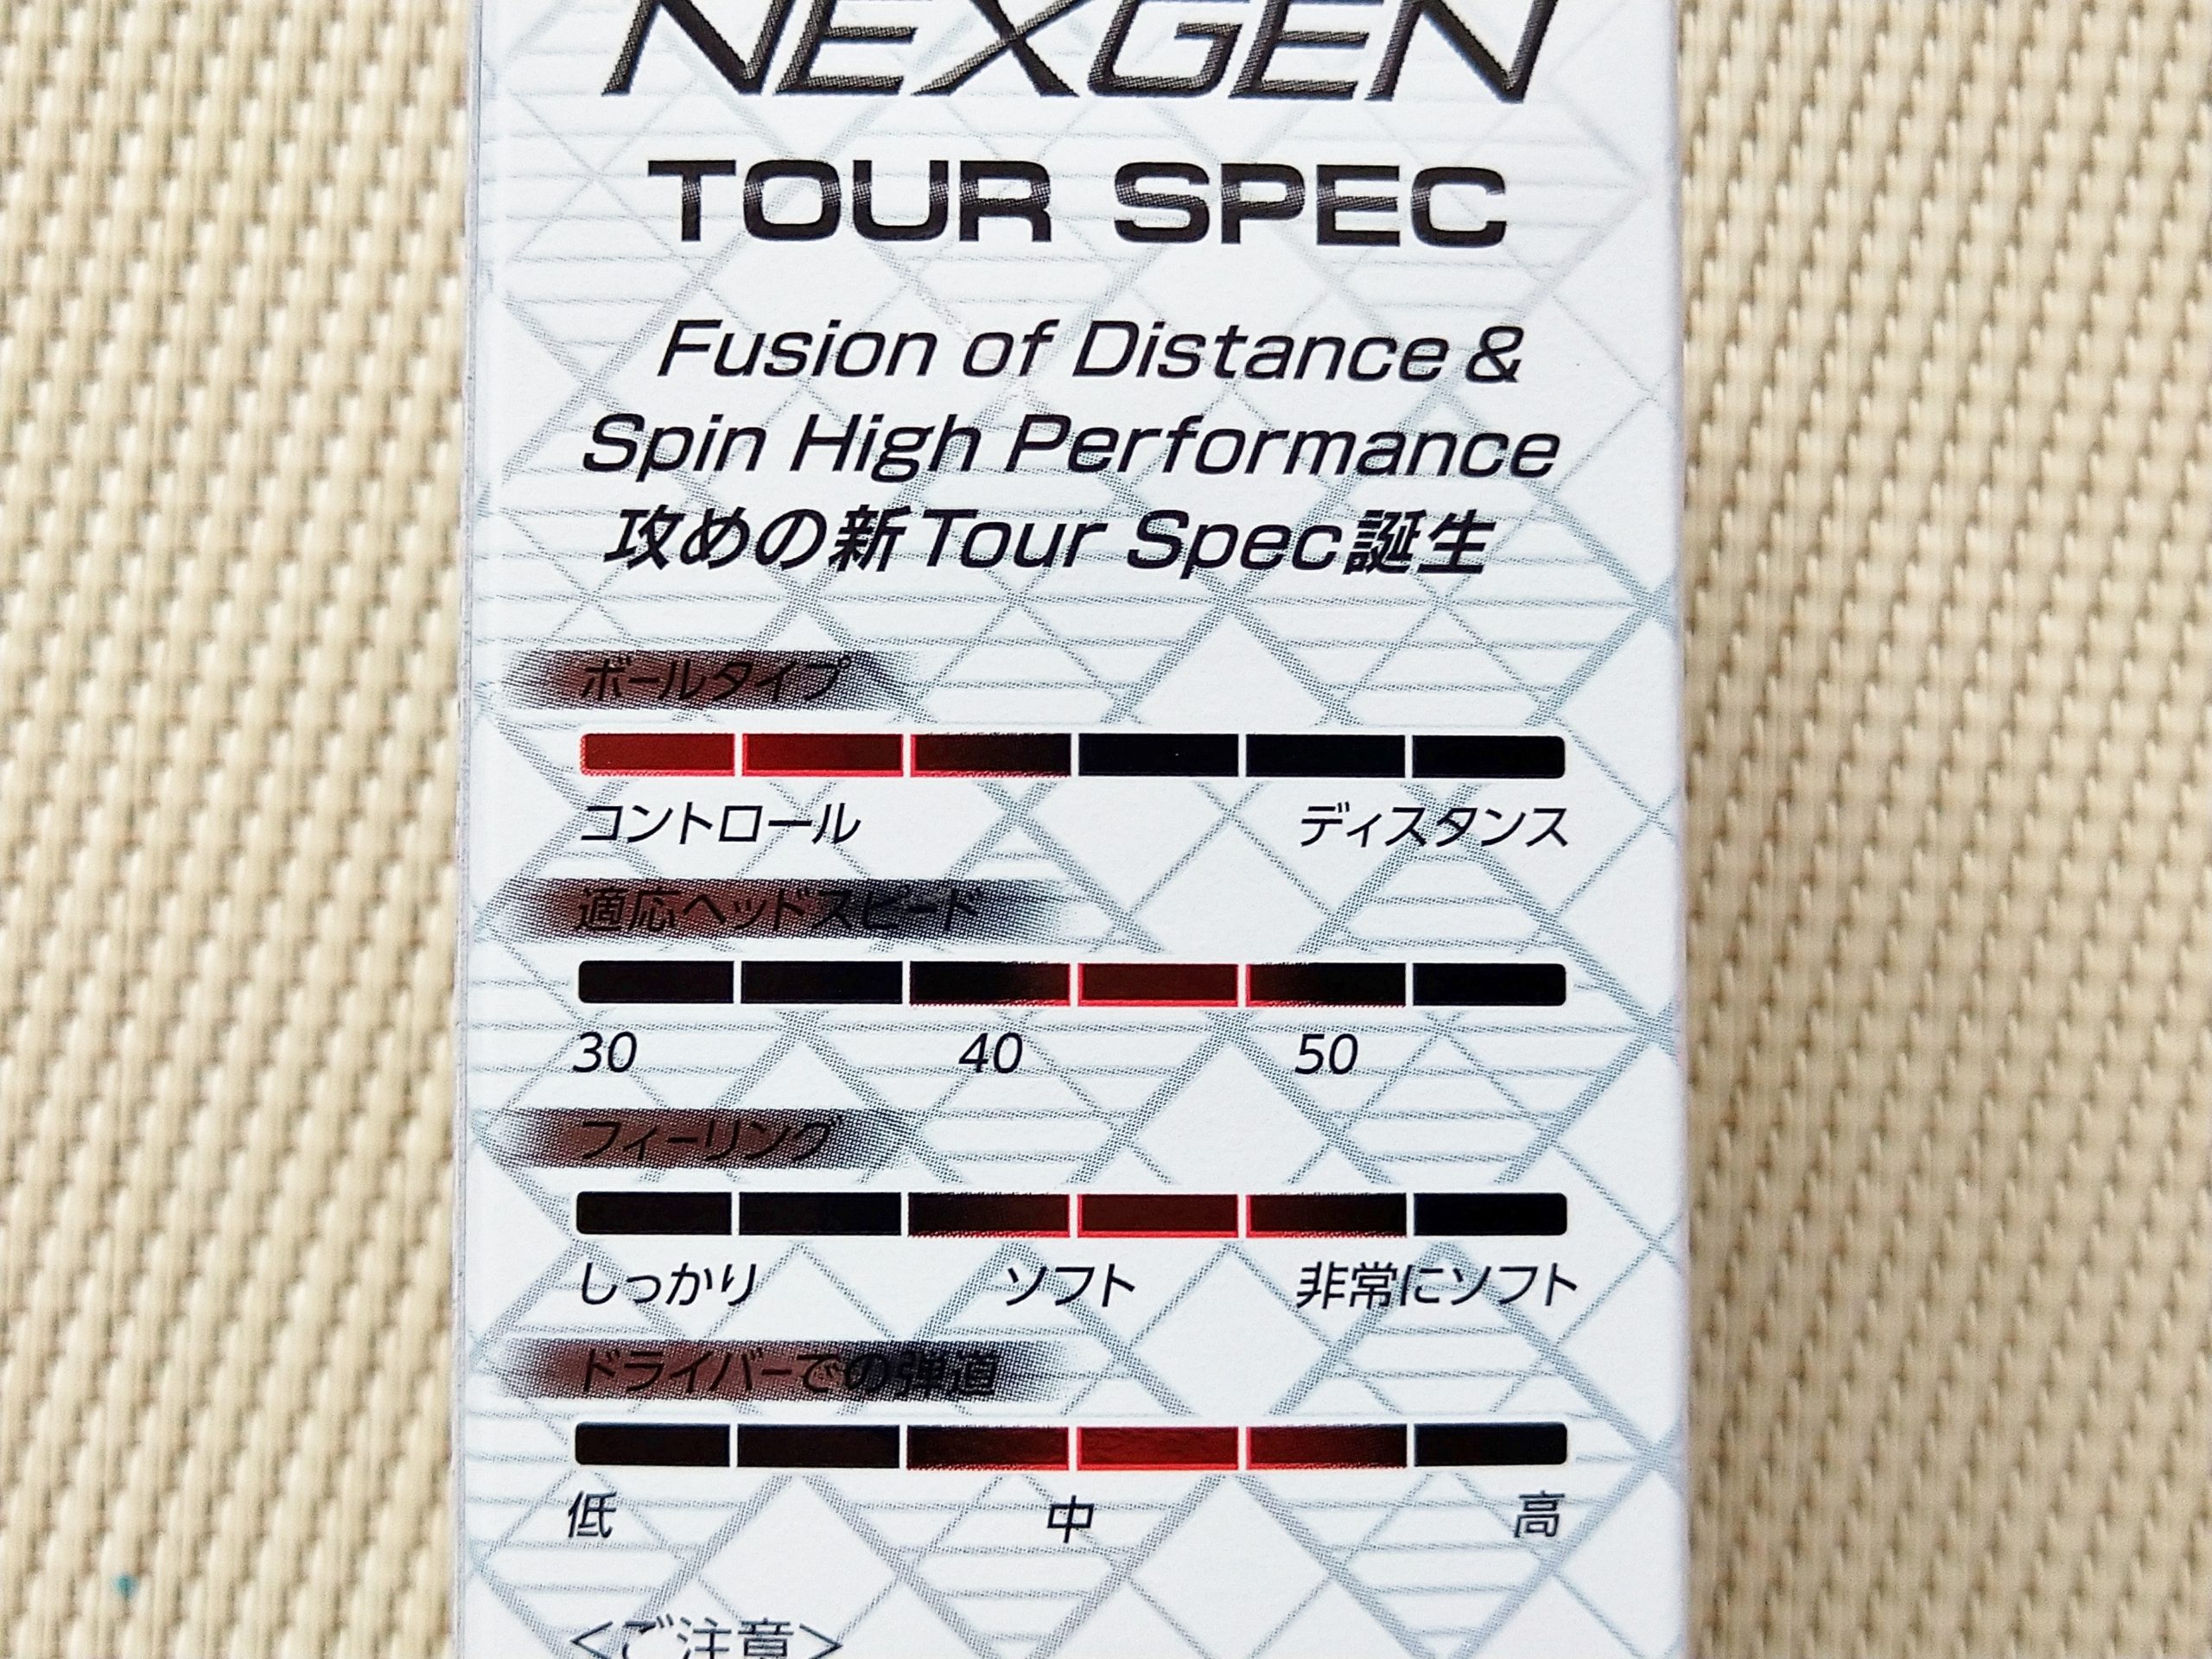 NEXGEN
TOUR SPEC
Fusion of Distance &
Spin High Performance
攻めの新Tour Spec誕生
ボールタイプ
コントロール ディスタンス
適応ヘッドスピード
30 40 50
フィーリング
しっかり ソフト 非常にソフト
ドライバーでの弾道
低 中 高
<ご注意>